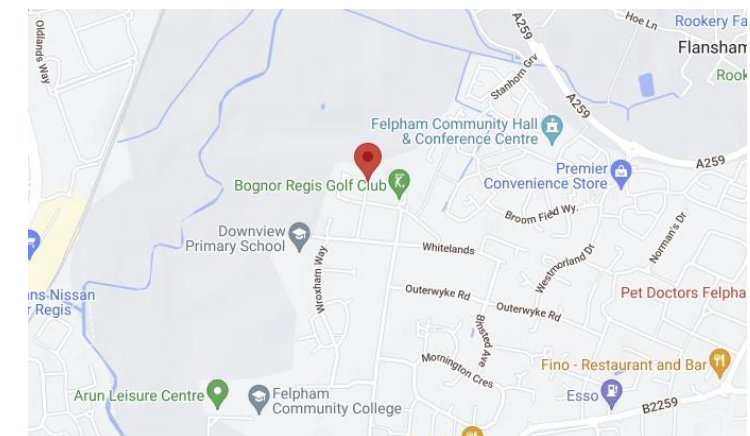 Oldlands Way
A259
Hoe Ln
Rookery Fa
Flansham
Rook
Stanhorn Grv
A259
Felpham Community Hall
& Conference Centre
A259
Premier
Convenience Store
Bognor Regis Golf Club
Broom Field Wy.
Norman's Dr
Downview
Primary School
Whitelands
Wroxham Way
Westmorland Dr
ns Nissan
r Regis
Outerwyke Rd
Outerwyke Rd
Pet Doctors Felpha
Binsted Ave
Mornington Cres
Fino - Restaurant and Bar
Arun Leisure Centre
Felpham
Community College
Esso
B2259